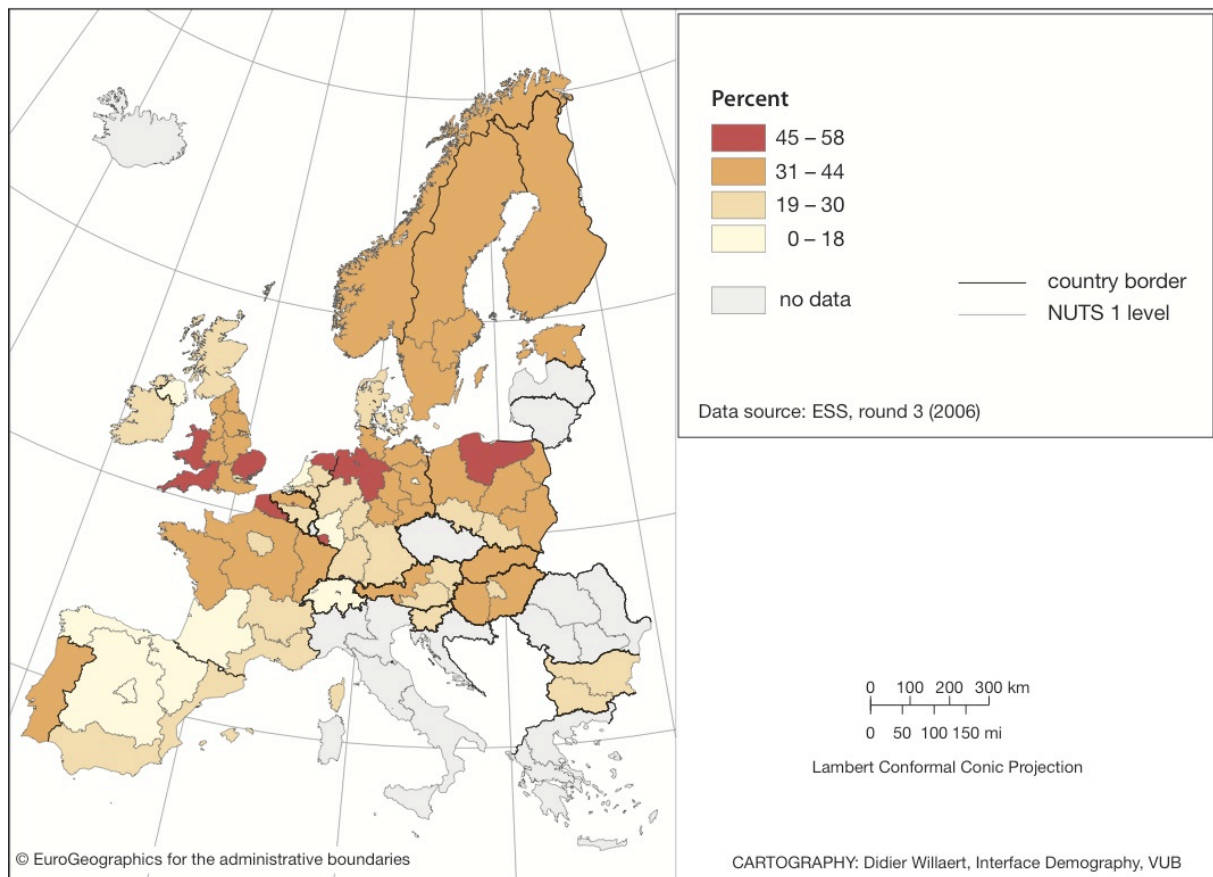 Percent
45 – 58
31 – 44
19 – 30
0 – 18
no data
country border
NUTS 1 level
Data source: ESS, round 3 (2006)
0 100 200 300 km
0 50 100 150 mi
Lambert Conformal Conic Projection
© EuroGeographics for the administrative boundaries
CARTOGRAPHY: Didier Willaert, Interface Demography, VUB